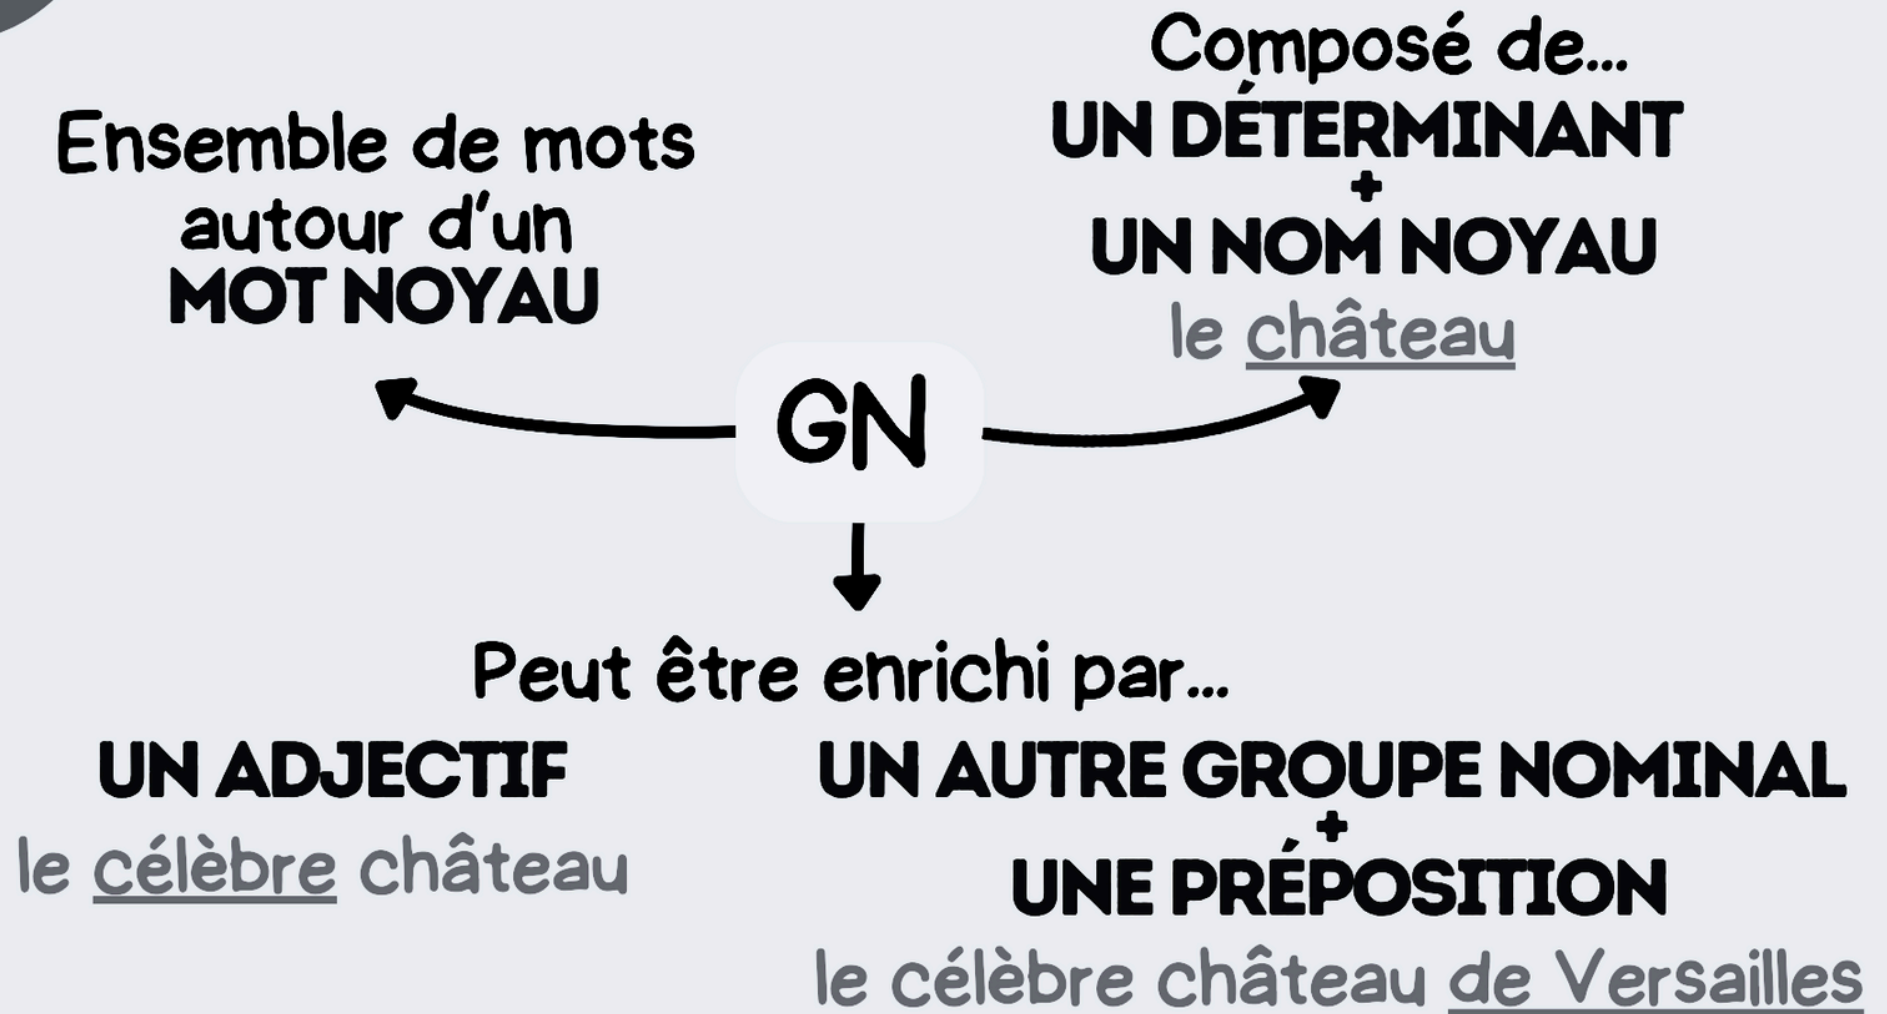 Ensemble de mots
autour d'un
MOT NOYAU
Composé de...
UN DÉTERMINANT
+
UN NOM NOYAU
le château
GN
Peut être enrichi par...
UN ADJECTIF
le célèbre château
UN AUTRE GROUPE NOMINAL
+
UNE PRÉPOSITION
le célèbre château de Versailles